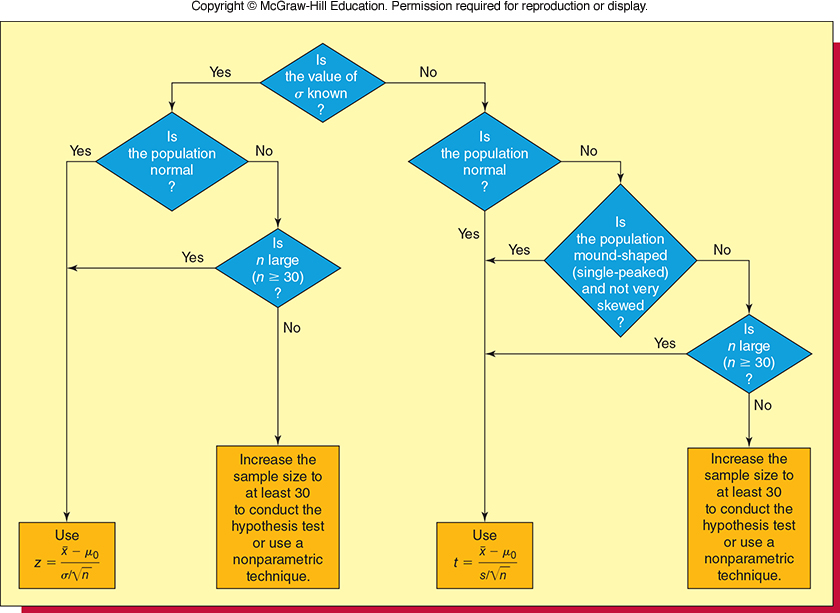 Copyright © McGraw-Hill Education. Permission required for reproduction or display.
Is
the value of
σ known
?
Yes
No
Is
the population
normal
?
Yes
No
Is
the population
normal
?
No
Yes
Is
n large
(n ≥ 30)
?
Yes
No
Is
the population
mound-shaped
(single-peaked)
and not very
skewed
?
Yes
No
Is
n large
(n ≥ 30)
?
Yes
No
Use
z = x̄ − μ0
σ/√n
Increase the
sample size to
at least 30
to conduct the
hypothesis test
or use a
nonparametric
technique.
Use
t = x̄ − μ0
s/√n
Increase the
sample size to
at least 30
to conduct the
hypothesis test
or use a
nonparametric
technique.